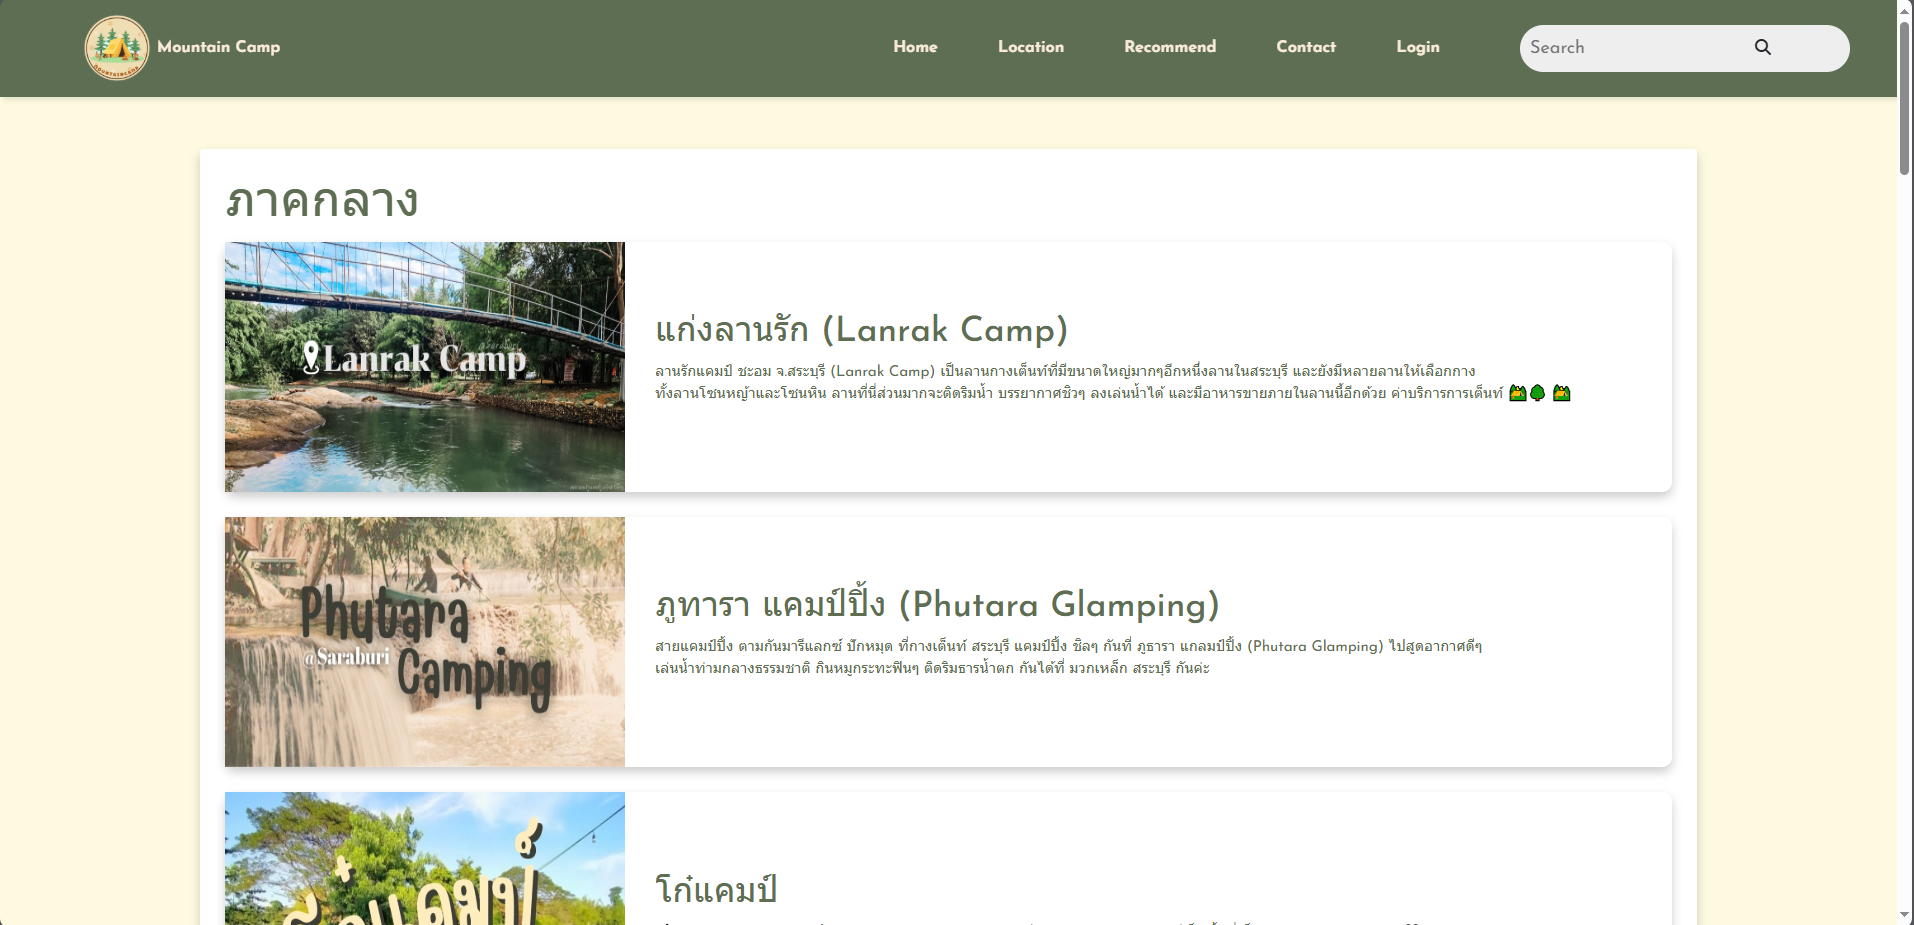 Mountain Camp
Home
Location
Recommend
Contact
Login
Search
ภาคกลาง
Lanrak Camp
แก่งลานรัก (Lanrak Camp)
ลานรักแคมป์ ชะอม จ.สระบุรี (Lanrak Camp) เป็นลานกางเต็นท์ที่มีขนาดใหญ่มากๆอีกหนึ่งลานในสระบุรี และยังมีหลายลานให้เลือกกาง
ทั้งลานโซนหญ้าและโซนหิน ลานที่นี่ส่วนมากจะติดริมน้ำ บรรยากาศชิวๆ ลงเล่นน้ำได้ และมีอาหารขายภายในลานนี้อีกด้วย ค่าบริการการเต็นท์
Phutara
@Saraburi
Camping
ภูทารา แคมป์ปิ้ง (Phutara Glamping)
สายแคมป์ปิ้ง ตามกันมารีแลกซ์ ปักหมุด ที่กางเต็นท์ สระบุรี แคมป์ปิ้ง ชิลๆ กันที่ ภูธารา แกลมป์ปิ้ง (Phutara Glamping) ไปสูดอากาศดีๆ
เล่นน้ำท่ามกลางธรรมชาติ กินหมูกระทะฟินๆ ติดริมธารน้ำตก กันได้ที่ มวกเหล็ก สระบุรี กันค่ะ
โก๋แคมป์